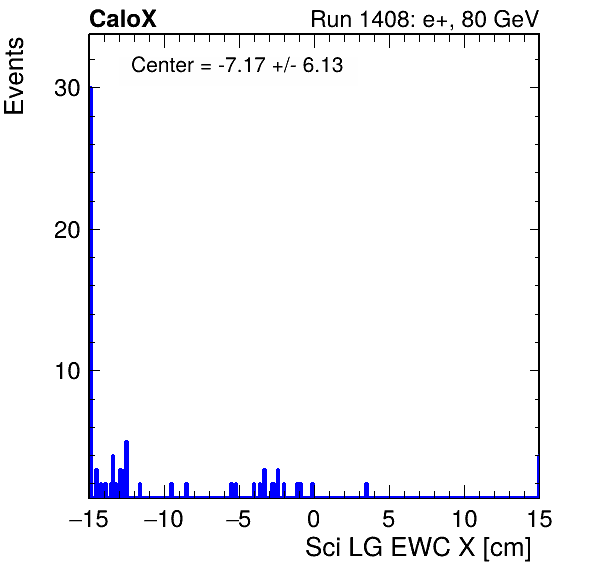 CaloX Run 1408: e+, 80 GeV
Center = -7.17 +/- 6.13
Events
30
20
10
−15 −10 −5 0 5 10 15
Sci LG EWC X [cm]